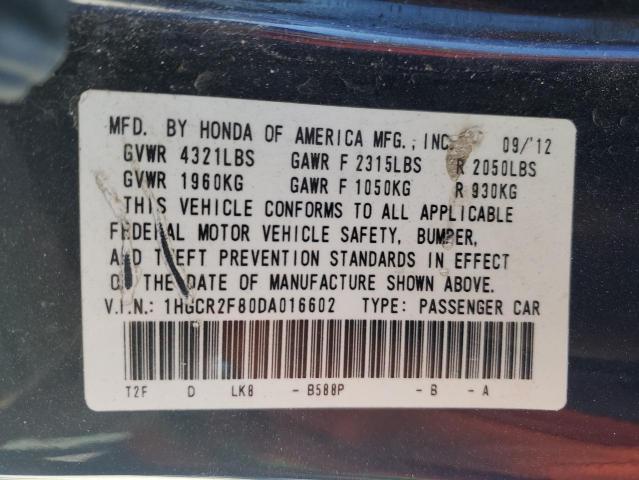 MFD. BY HONDA OF AMERICA MFG., INC. 09/'12
GVWR 4321LBS GAWR F 2315LBS R 2050LBS
GVWR 1960KG GAWR F 1050KG R 930KG
THIS VEHICLE CONFORMS TO ALL APPLICABLE
FEDERAL MOTOR VEHICLE SAFETY, BUMPER,
AND THEFT PREVENTION STANDARDS IN EFFECT
ON THE DATE OF MANUFACTURE SHOWN ABOVE.
V.I.N.: 1HGCR2F80DA016602 TYPE: PASSENGER CAR
T2F D LK8 - B588P - B - A